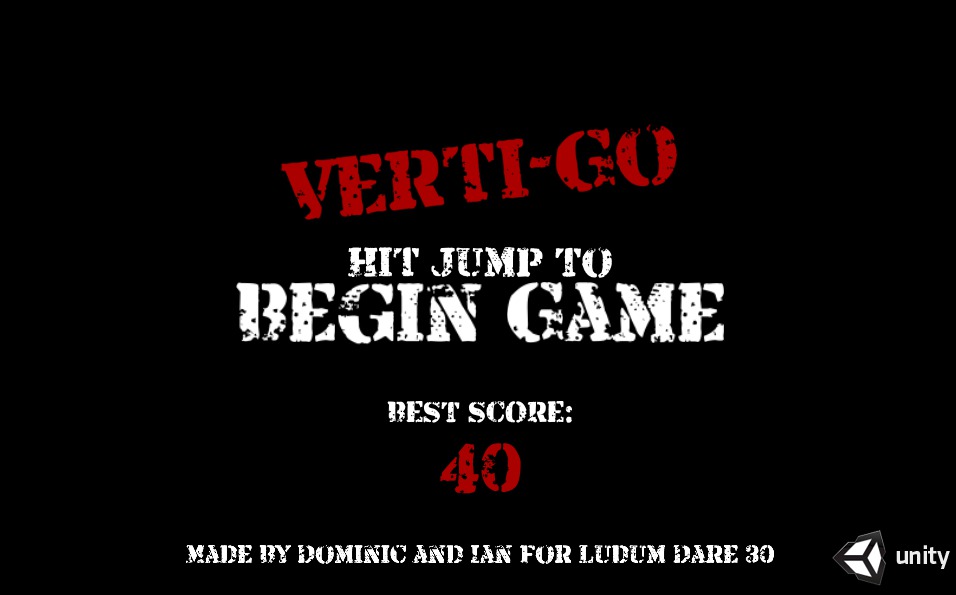 VERTI-GO
HIT JUMP TO
BEGIN GAME
BEST SCORE:
40
MADE BY DOMINIC AND IAN FOR LUDUM DARE 30
unity